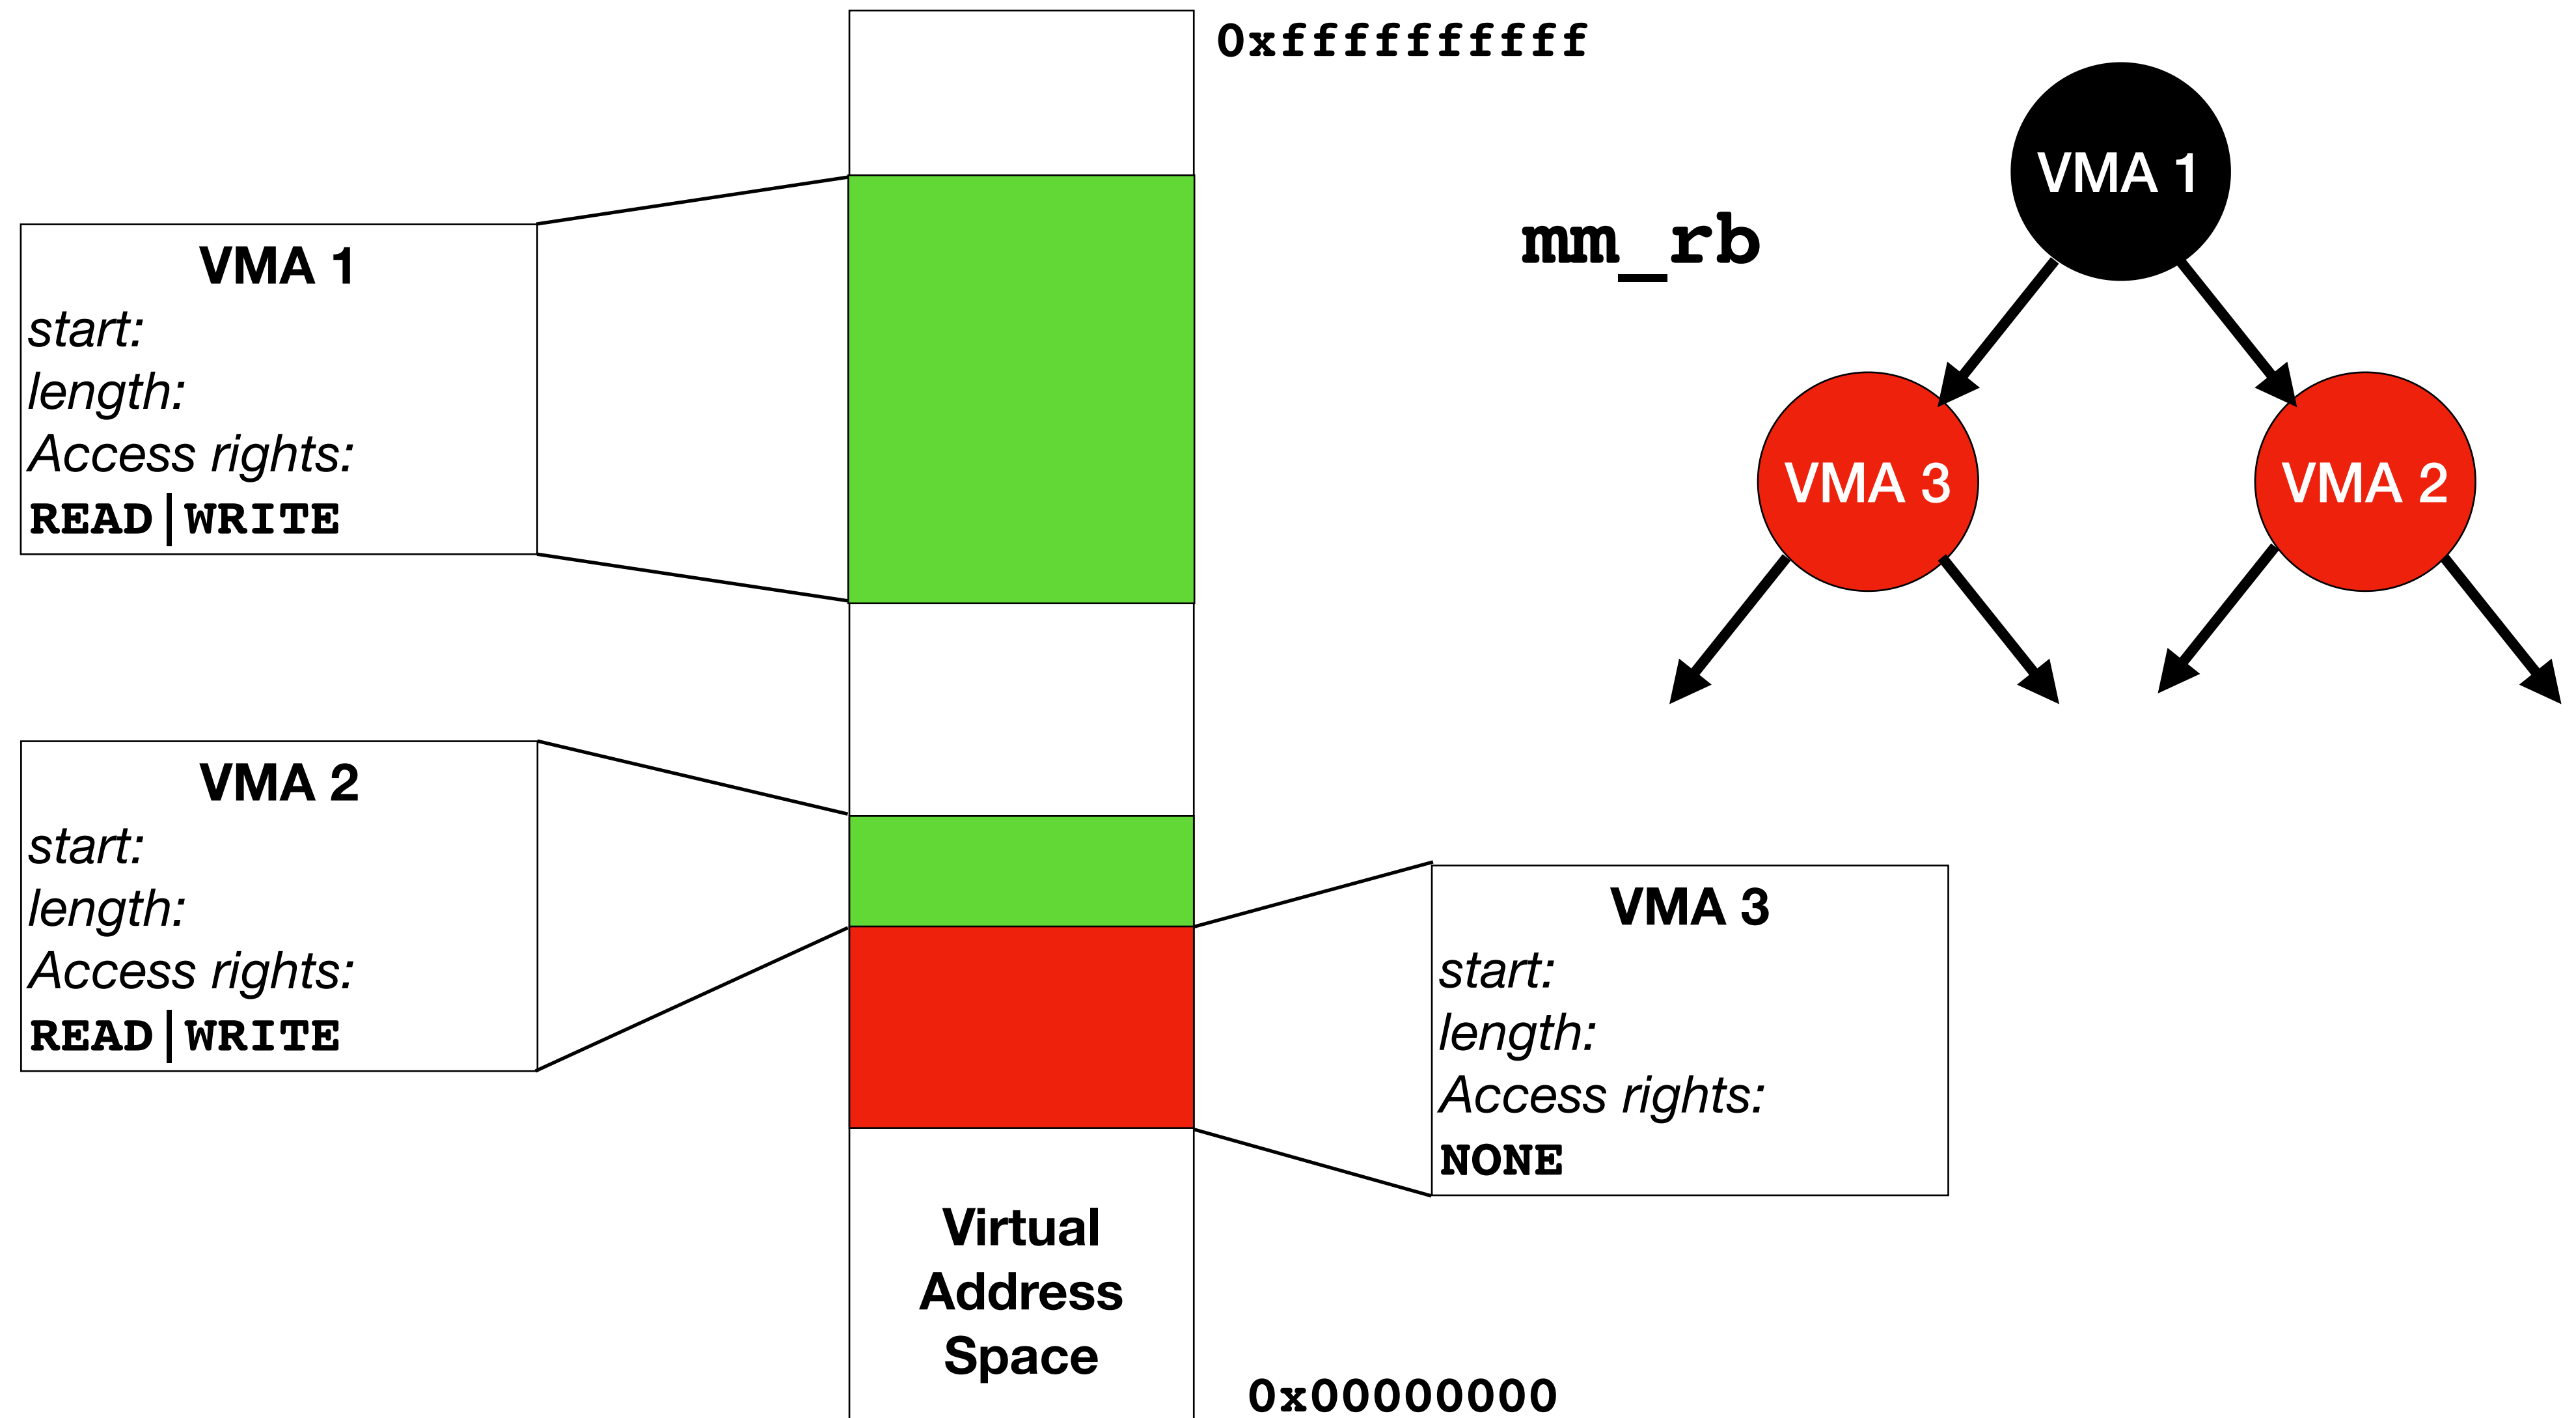 0xffffffffff
VMA 1
mm_rb
VMA 1
start:
length:
Access rights:
READ|WRITE
VMA 3
VMA 2
VMA 2
start:
length:
Access rights:
READ|WRITE
VMA 3
start:
length:
Access rights:
NONE
Virtual
Address
Space
0x00000000